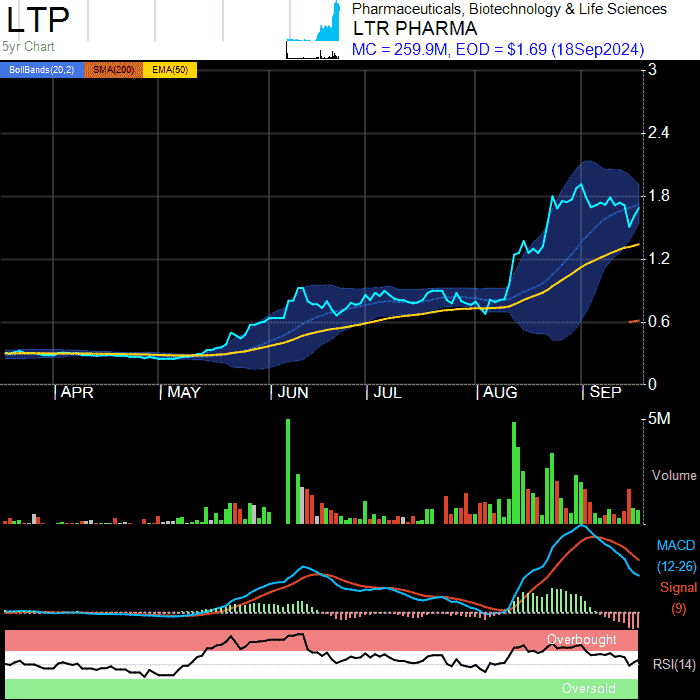 LTP
5yr Chart
Pharmaceuticals, Biotechnology & Life Sciences
LTR PHARMA
MC = 259.9M, EOD = $1.69 (18Sep2024)
BollBands(20,2) SMA(200) EMA(50)
3
2.4
1.8
1.2
0.6
0
APR MAY JUN JUL AUG SEP
5M
Volume
MACD
(12-26)
Signal
(9)
Overbought
RSI(14)
Oversold